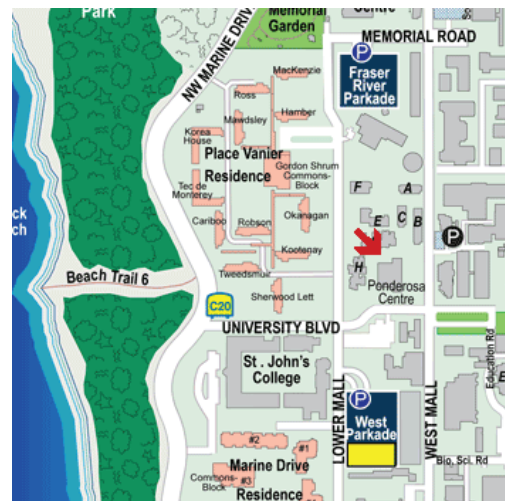 Park
Memorial
Garden
Centre
MEMORIAL ROAD
NW MARINE DRIV
P
Fraser
River
Parkade
MacKenzie
Ross
Hamber
Mawdsley
Korea
House
Place Vanier
Residence
Gordon Shrum
Commons-
Block
Tec de
Monterey
F
A
Cariboo
Robson
Okanagan
E
C
B
P
Kootenay
H
Tweedsmuir
Ponderosa
Centre
Beach Trail 6
Sherwood Lett
C20
UNIVERSITY BLVD
St . John's
College
LOWER MALL
WEST MALL
Education Rd
P
West
Parkade
#2
#1
Marine Drive
Commons-
Block
#3
Residence
Bio. Sci. Rd